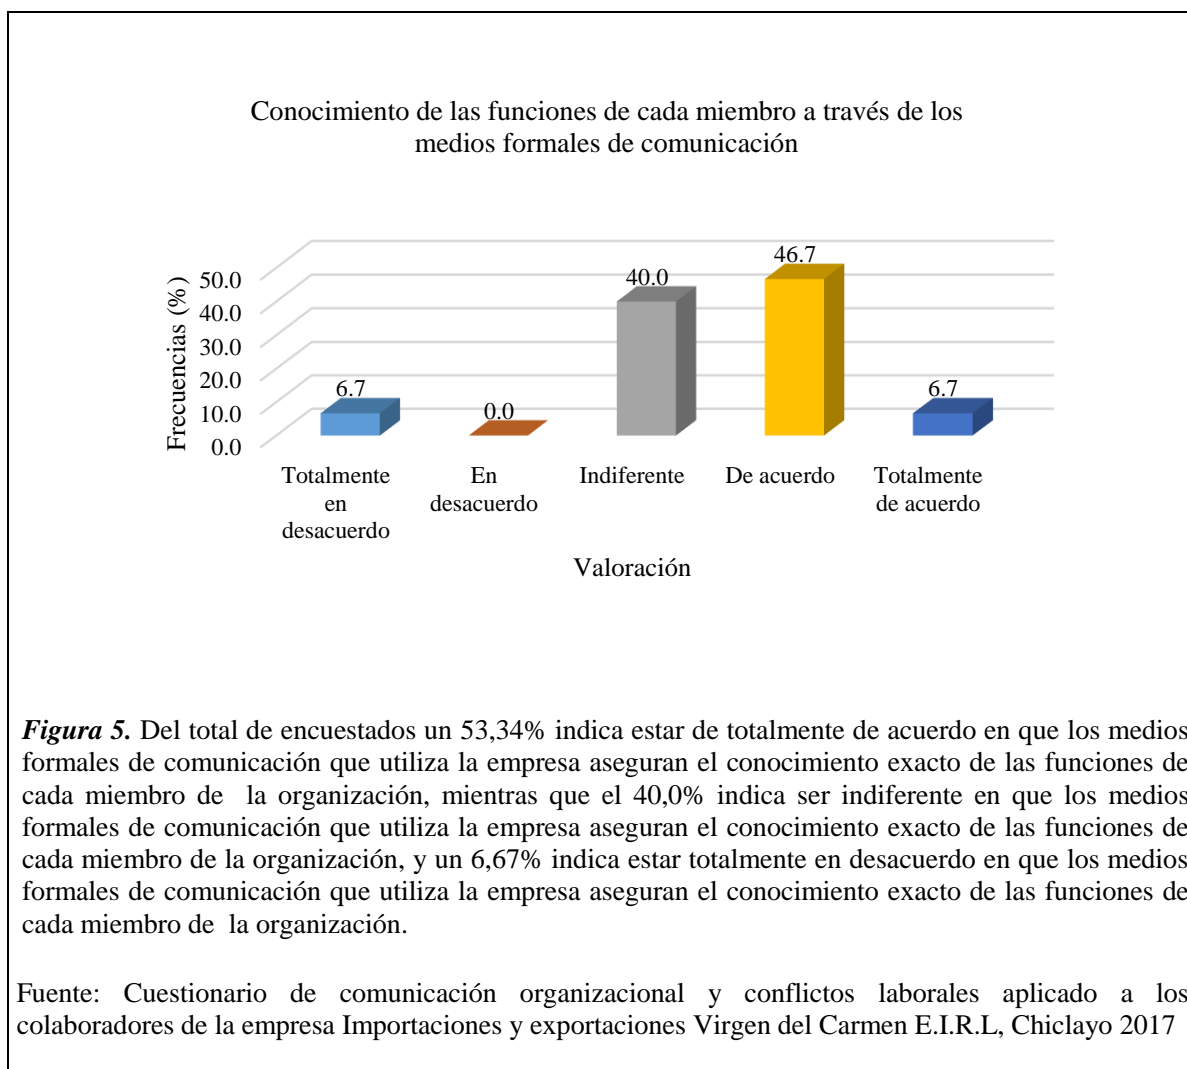 Conocimiento de las funciones de cada miembro a través de los
medios formales de comunicación
Frecuencias (%)
50.0
40.0
30.0
20.0
10.0
0.0
6.7
0.0
40.0
46.7
6.7
Totalmente
en
desacuerdo
En
desacuerdo
Indiferente
De acuerdo
Totalmente
de acuerdo
Valoración
Figura 5. Del total de encuestados un 53,34% indica estar de totalmente de acuerdo en que los medios
formales de comunicación que utiliza la empresa aseguran el conocimiento exacto de las funciones de
cada miembro de la organización, mientras que el 40,0% indica ser indiferente en que los medios
formales de comunicación que utiliza la empresa aseguran el conocimiento exacto de las funciones de
cada miembro de la organización, y un 6,67% indica estar totalmente en desacuerdo en que los medios
formales de comunicación que utiliza la empresa aseguran el conocimiento exacto de las funciones de
cada miembro de la organización.
Fuente: Cuestionario de comunicación organizacional y conflictos laborales aplicado a los
colaboradores de la empresa Importaciones y exportaciones Virgen del Carmen E.I.R.L, Chiclayo 2017